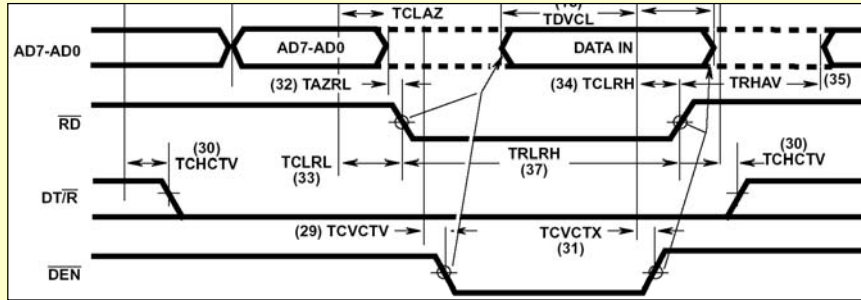 TCLAZ
TDVCL
AD7-AD0
AD7-AD0
DATA IN
(32) TAZRL
(34) TCLRH
TRHAV
(35)
RD
(30)
TCHCTV
TCLRL
(33)
TRLRH
(37)
(30)
TCHCTV
DT/R
(29) TCVCTV
TCVCTX
(31)
DEN